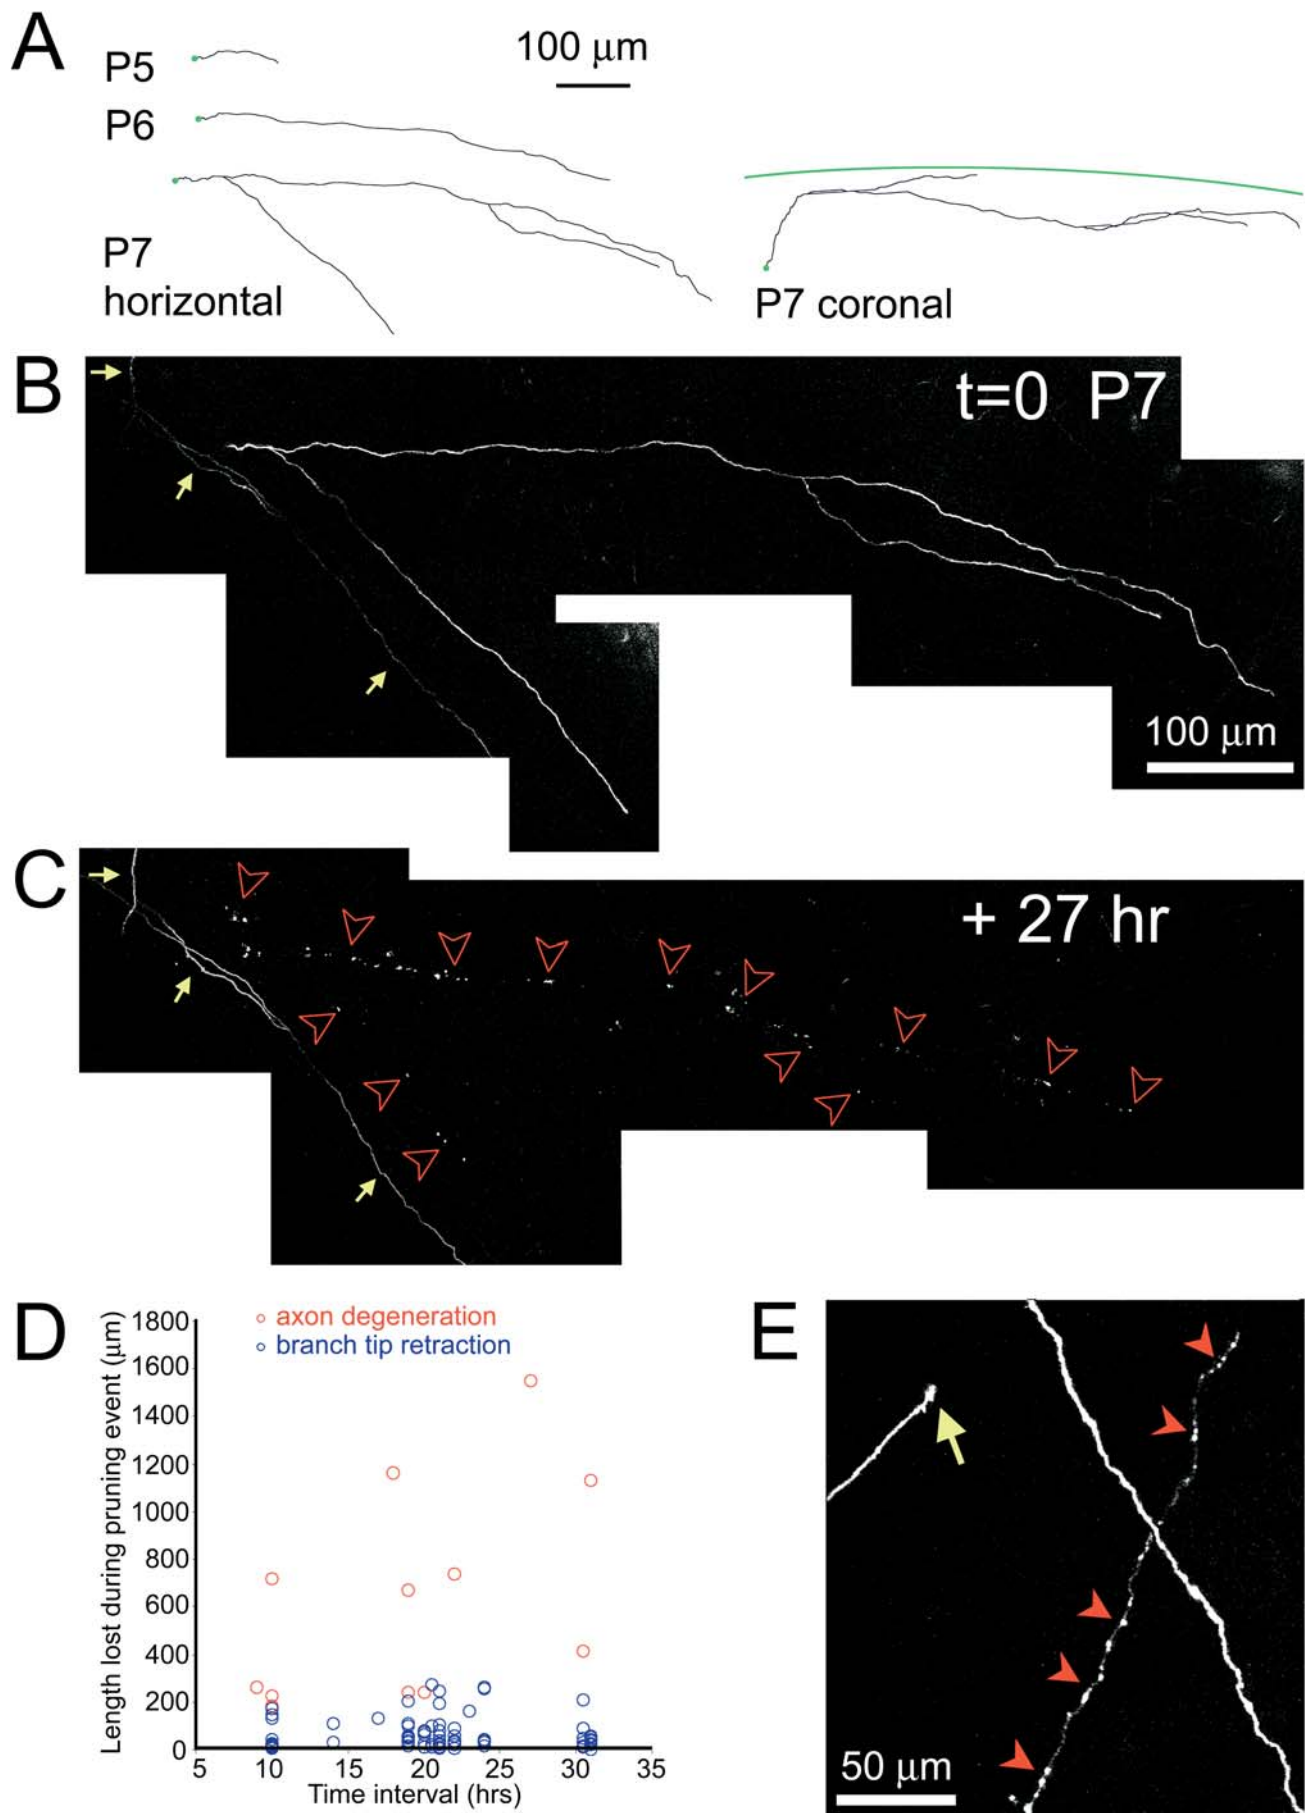 A
P5
100 μm
P6
P7
horizontal
P7 coronal
B
t=0 P7
100 μm
C
+ 27 hr
D
axon degeneration
branch tip retraction
Length lost during pruning event (μm)
1800
1600
1400
1200
1000
800
600
400
200
0
5 10 15 20 25 30 35
Time interval (hrs)
E
50 μm